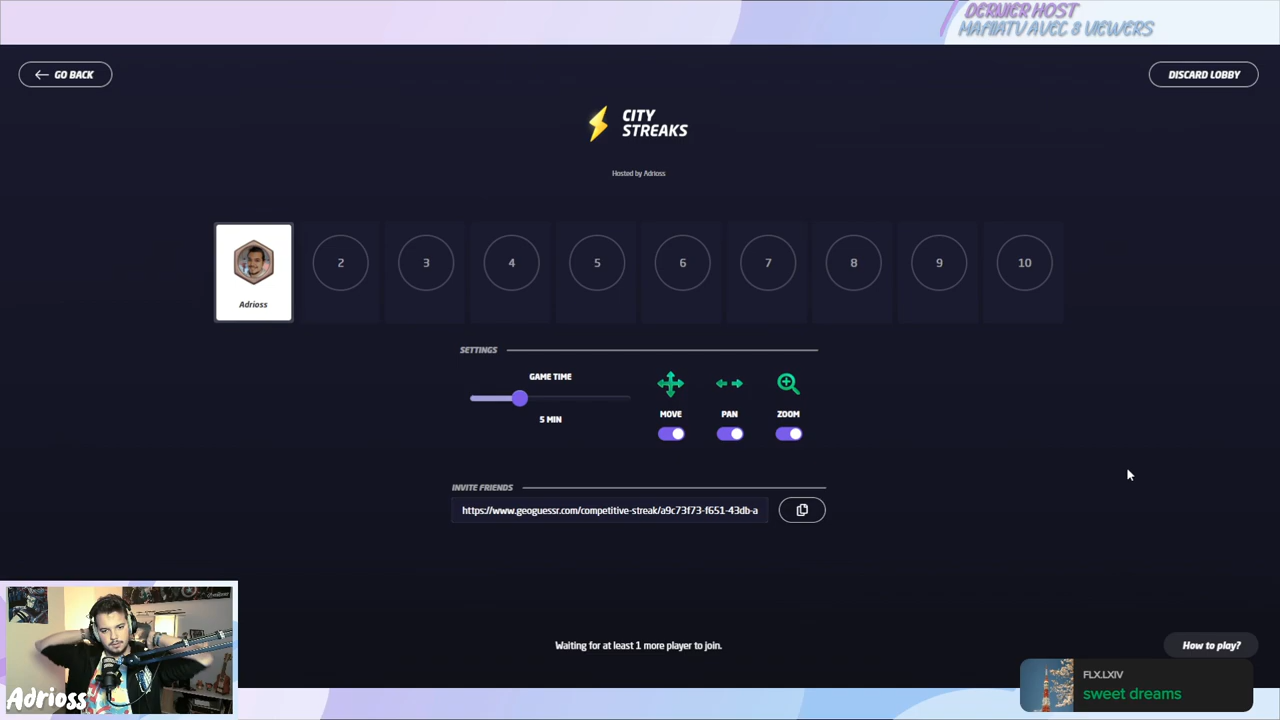 DERNIER HOST
MAFIIATV AVEC 8 VIEWERS
GO BACK
DISCARD LOBBY
CITY
STREAKS
Hosted by Adrioss
2 3 4 5 6 7 8 9 10
Adrioss
SETTINGS
GAME TIME
5 MIN
MOVE PAN ZOOM
INVITE FRIENDS
https://www.geoguessr.com/competitive-streak/a9c73f73-f651-43db-a
Waiting for at least 1 more player to join.
How to play?
FLX.LXIV
sweet dreams
Adrioss